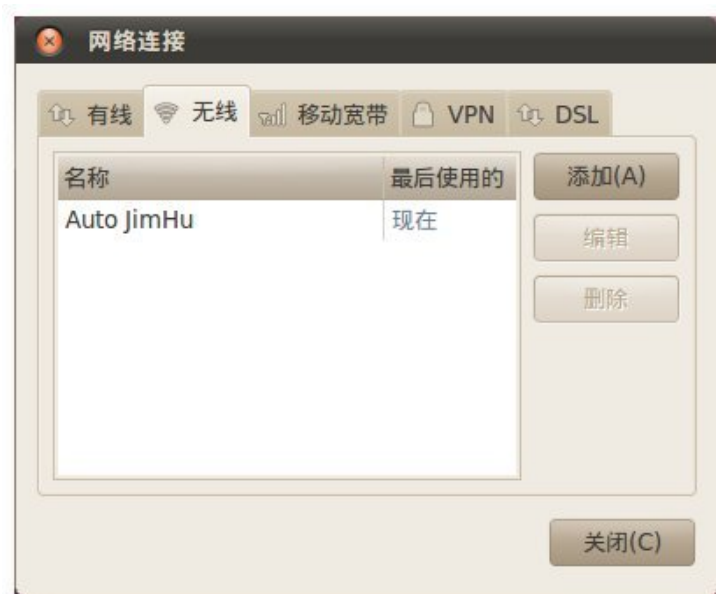 网络连接
有线 无线 移动宽带 VPN DSL
名称 最后使用的 添加(A)
Auto JimHu 现在 编辑
删除
关闭(C)